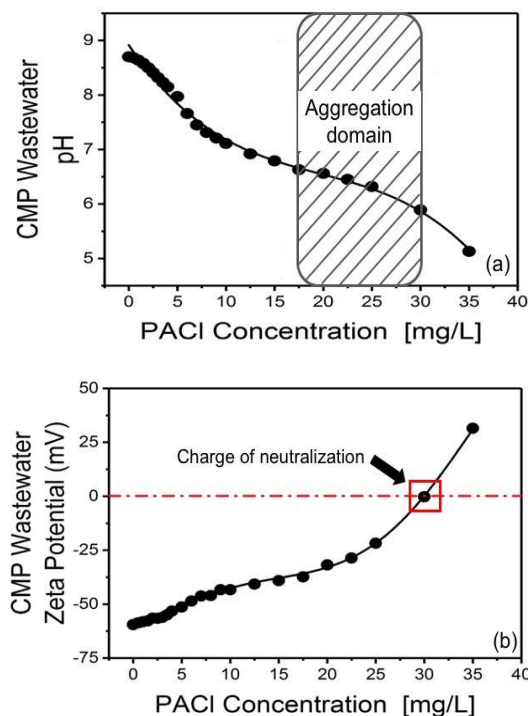 9
8
7
6
5
CMP Wastewater
pH
Aggregation
domain
(a)
0 5 10 15 20 25 30 35 40
PACl Concentration [mg/L]
50
25
0
-25
-50
-75
CMP Wastewater
Zeta Potential (mV)
Charge of neutralization
(b)
0 5 10 15 20 25 30 35 40
PACl Concentration [mg/L]